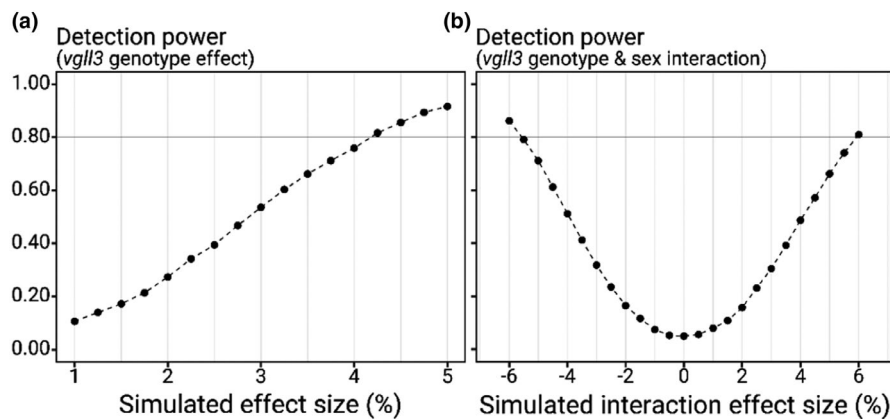 (a)
Detection power
(vgll3 genotype effect)
1.00
0.80
0.60
0.40
0.20
0.00
1 2 3 4 5
Simulated effect size (%)
(b)
Detection power
(vgll3 genotype & sex interaction)
-6 -4 -2 0 2 4 6
Simulated interaction effect size (%)